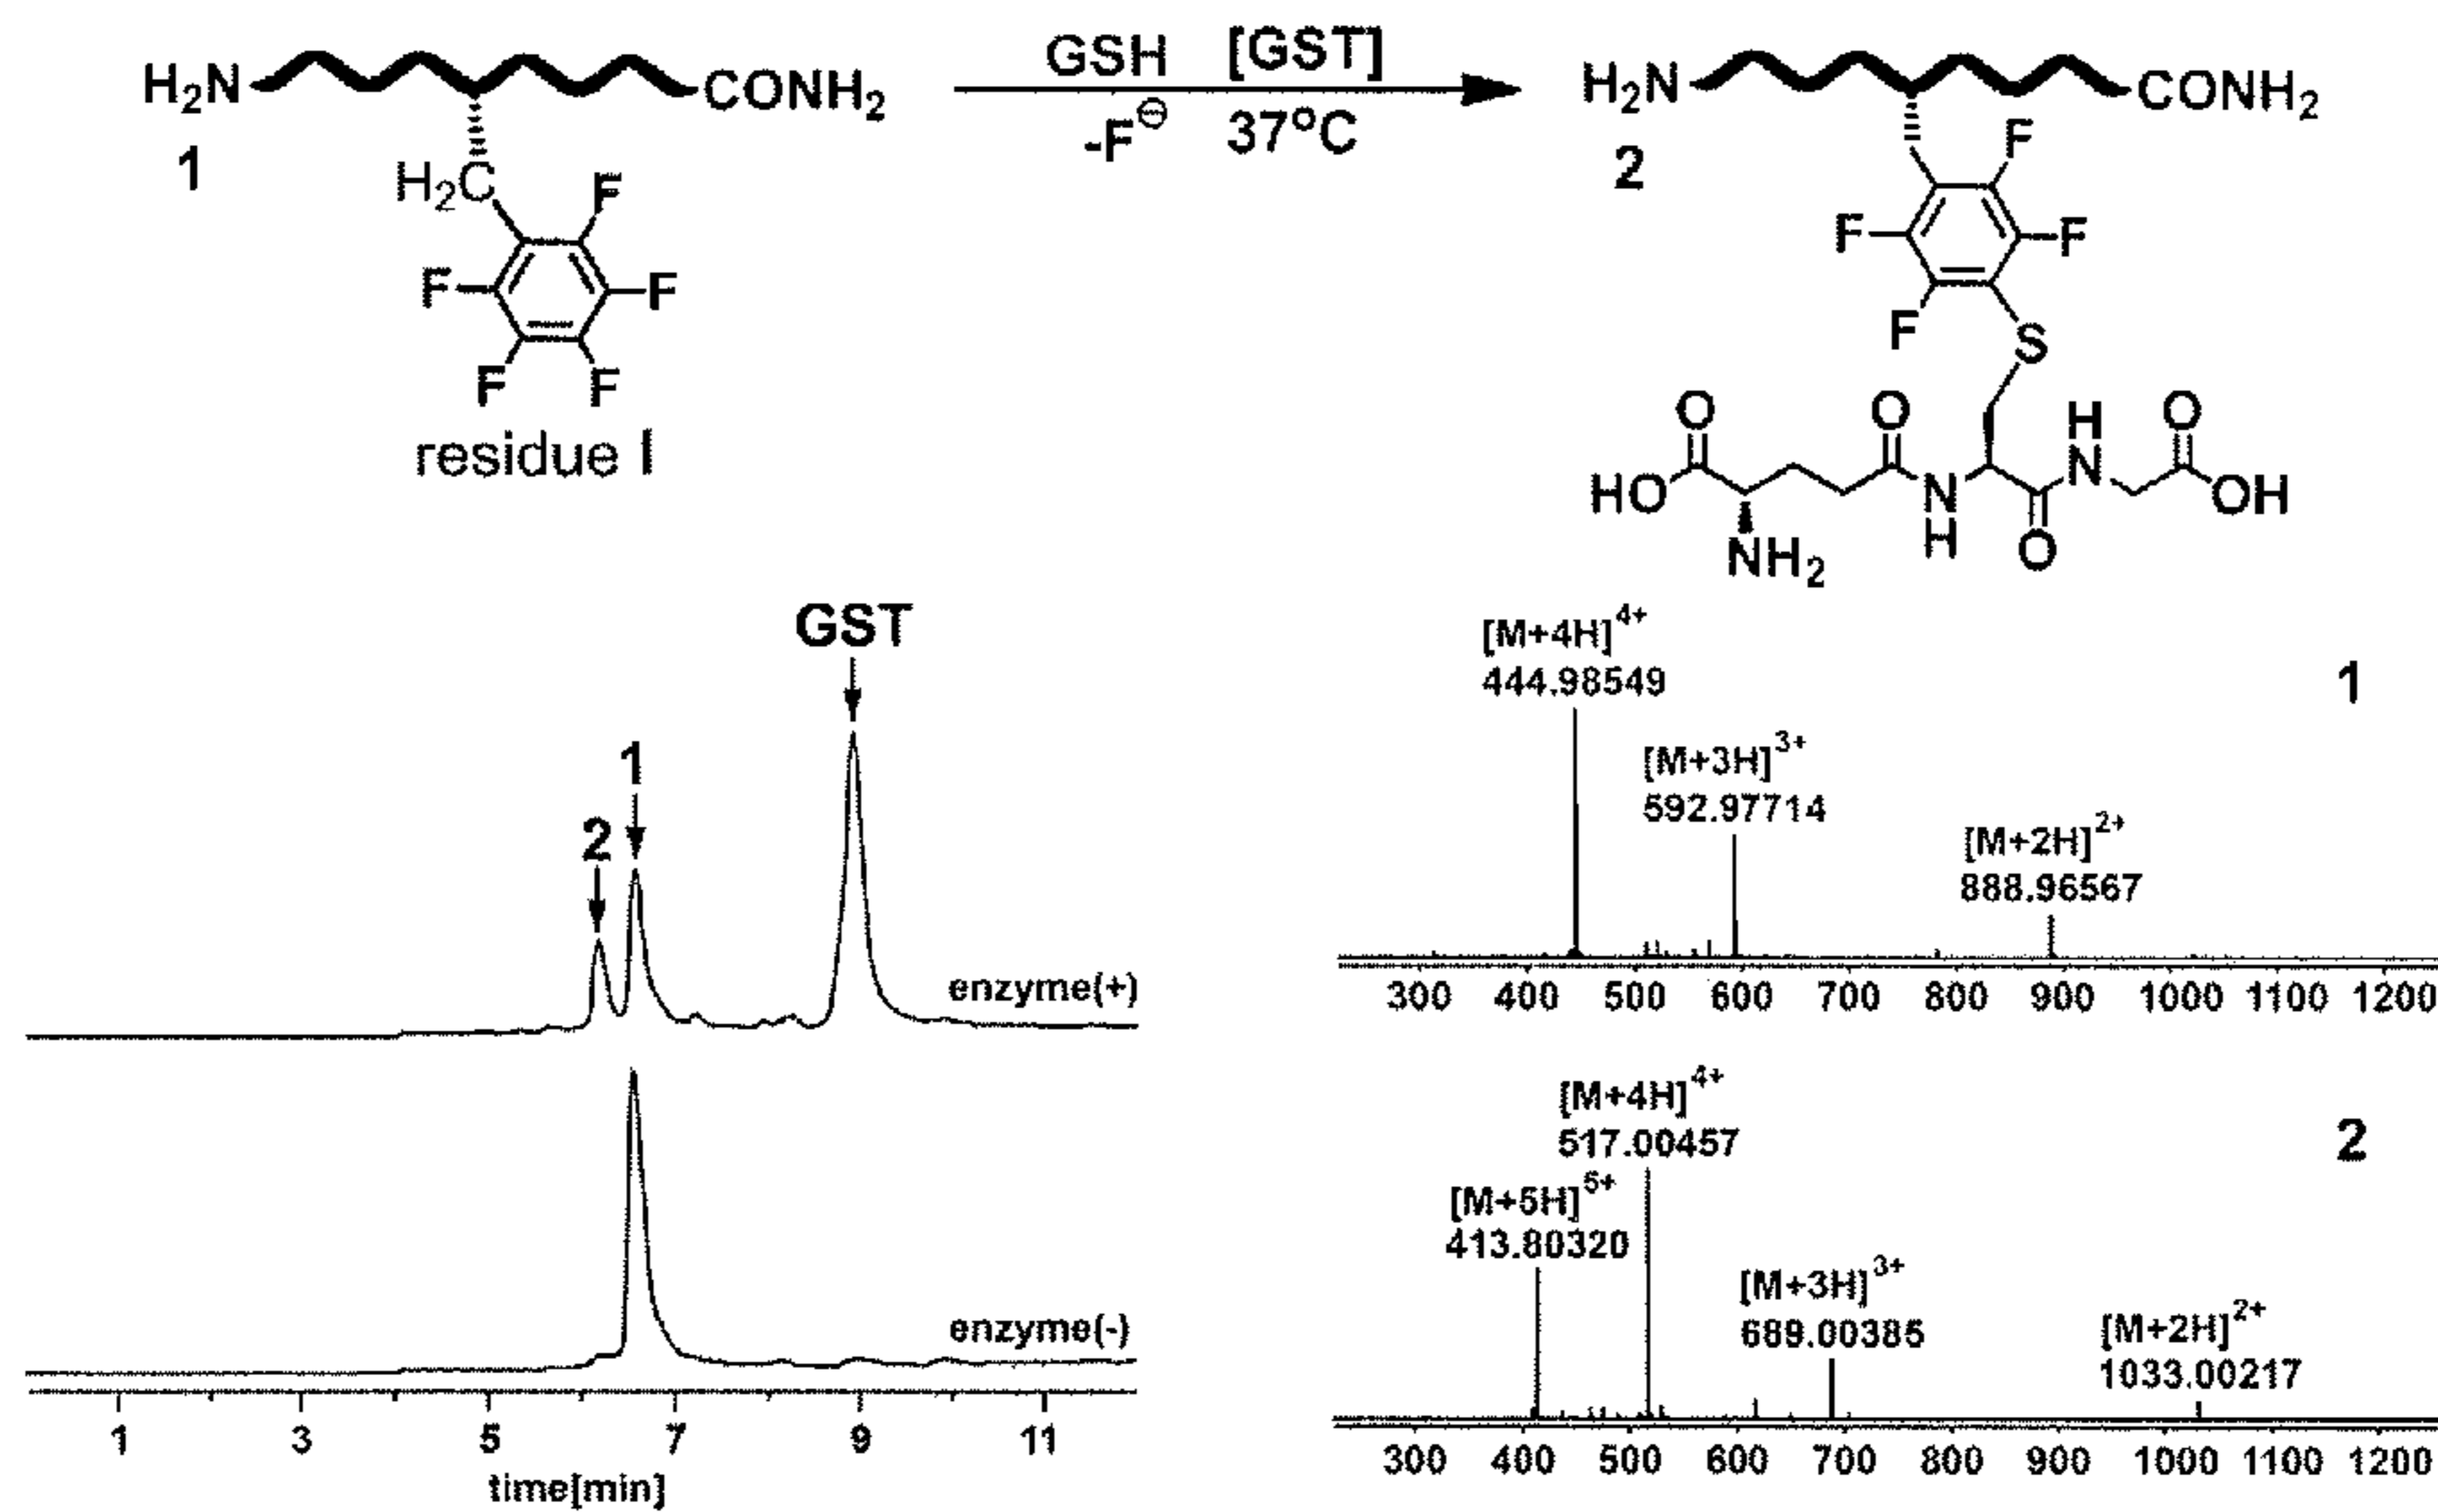 H₂N
CONH₂
1
H₂C
F
F
F
F
F
residue I
GSH [GST]
-F⊖ 37°C
H₂N
CONH₂
2
F
F
F
F
S
O
O
H
O
HO
N
H
N
OH
NH₂
O
GST
1
2
enzyme(+)
enzyme(-)
1 3 5 7 9 11
time[min]
1
[M+4H]⁴⁺
444.98549
[M+3H]³⁺
592.97714
[M+2H]²⁺
888.96567
300 400 500 600 700 800 900 1000 1100 1200
2
[M+4H]⁴⁺
517.00457
[M+5H]⁵⁺
413.80320
[M+3H]³⁺
689.00385
[M+2H]²⁺
1033.00217
300 400 500 600 700 800 900 1000 1100 1200